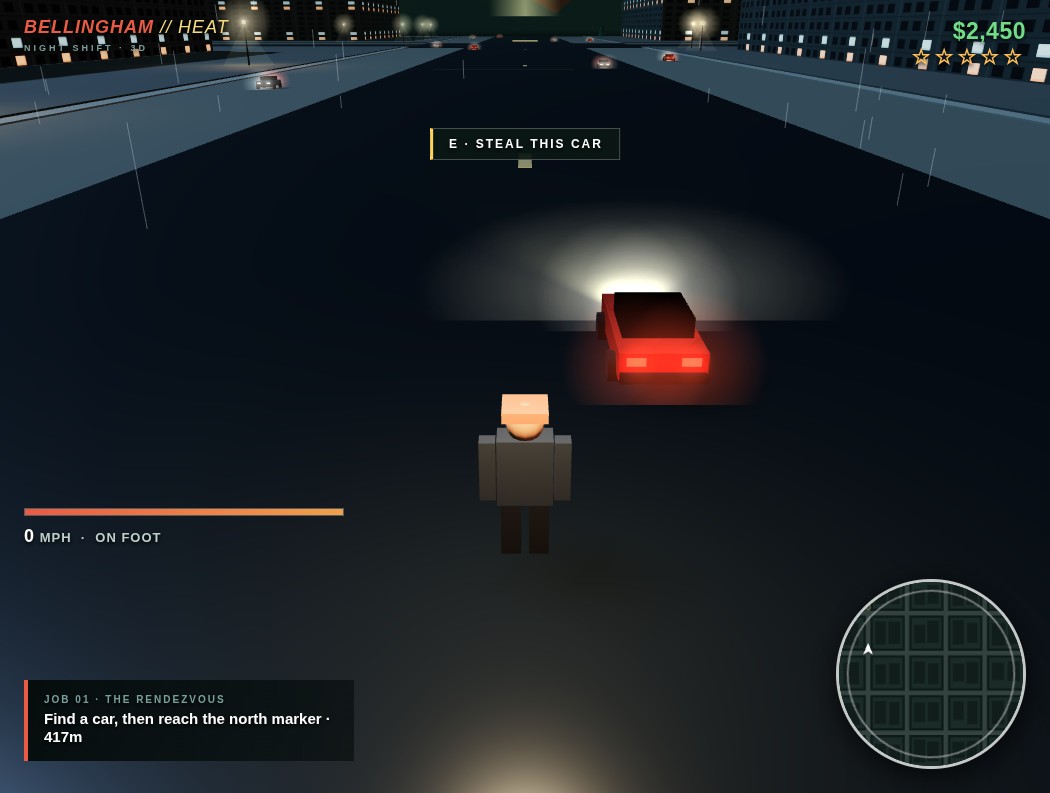 BELLINGHAM // HEAT
NIGHT SHIFT · 3D
$2,450
☆☆☆☆☆
E · STEAL THIS CAR
0 MPH · ON FOOT
JOB 01 · THE RENDEZVOUS
Find a car, then reach the north marker ·
417m